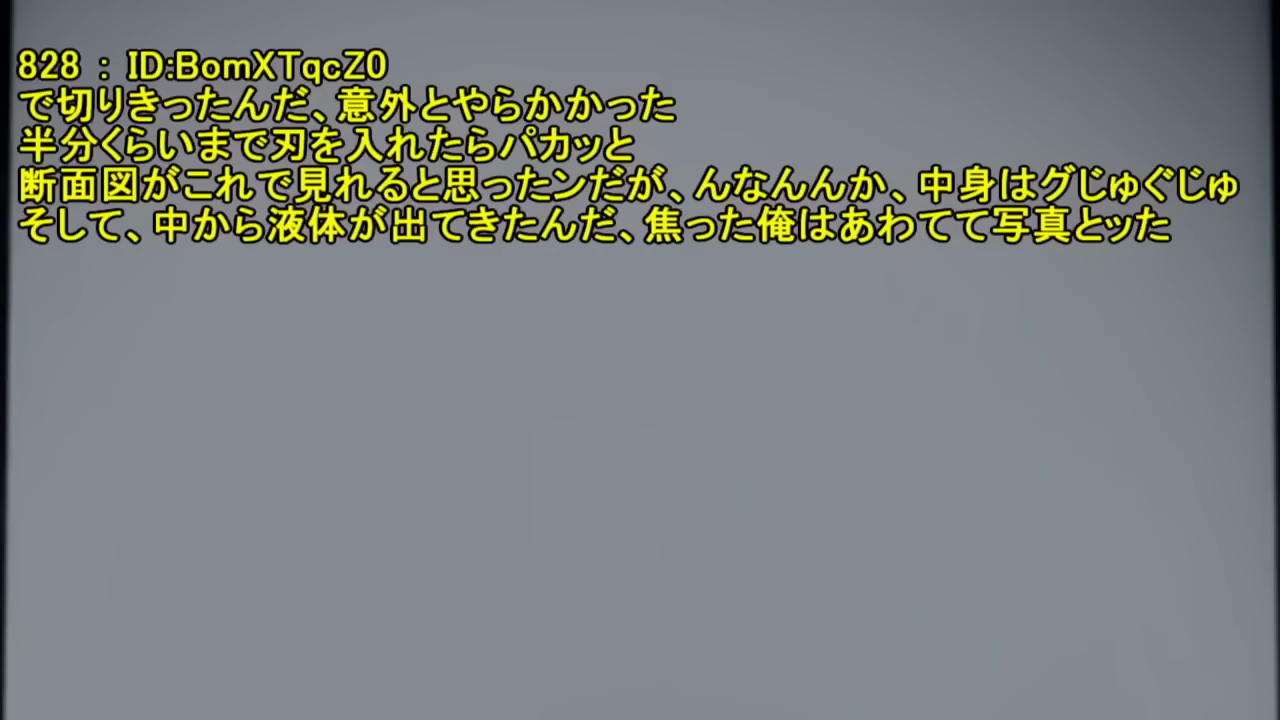 828 : ID:BomXTqcZ0
で切りきったんだ、意外とやらかかった
半分くらいまで刃を入れたらパカッと
断面図がこれで見れると思ったンだが、んなんんか、中身はグじゅぐじゅ
そして、中から液体が出てきたんだ、焦った俺はあわてて写真とッた